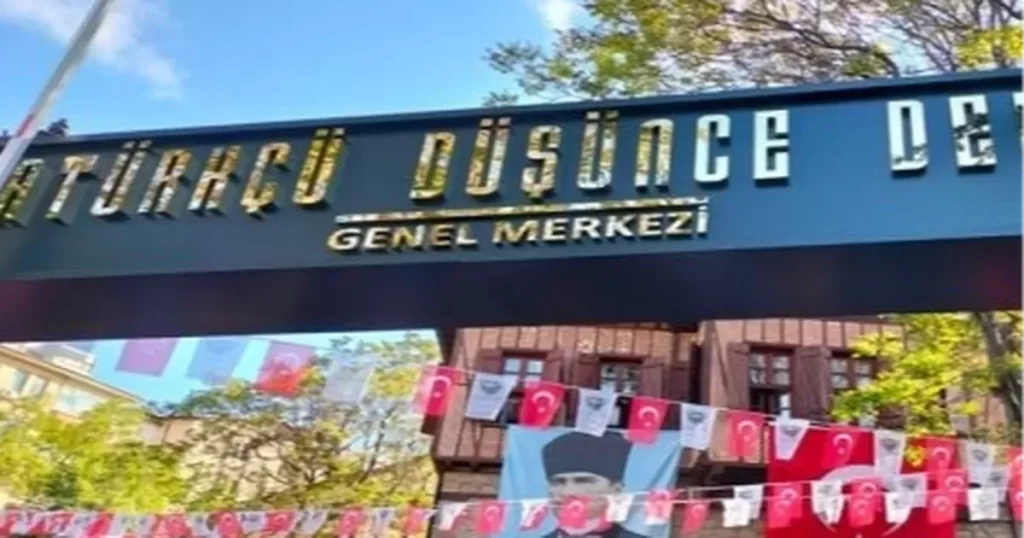 ATÜRKÇÜ DÜŞÜNCE DE
GENEL MERKEZİ